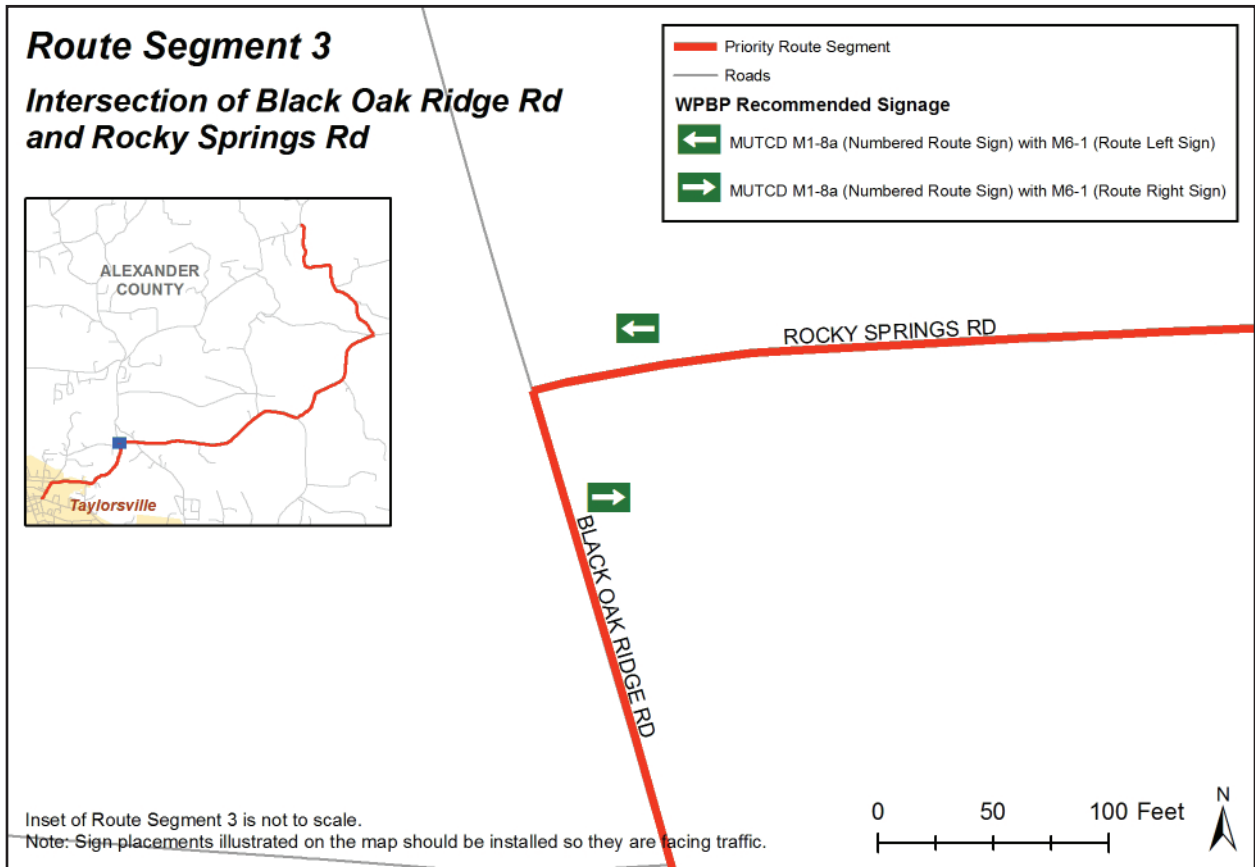 Route Segment 3
Intersection of Black Oak Ridge Rd
and Rocky Springs Rd
Priority Route Segment
Roads
WPBP Recommended Signage
MUTCD M1-8a (Numbered Route Sign) with M6-1 (Route Left Sign)
MUTCD M1-8a (Numbered Route Sign) with M6-1 (Route Right Sign)
ALEXANDER
COUNTY
Taylorsville
ROCKY SPRINGS RD
BLACK OAK RIDGE RD
Inset of Route Segment 3 is not to scale.
Note: Sign placements illustrated on the map should be installed so they are facing traffic.
0 50 100 Feet
N